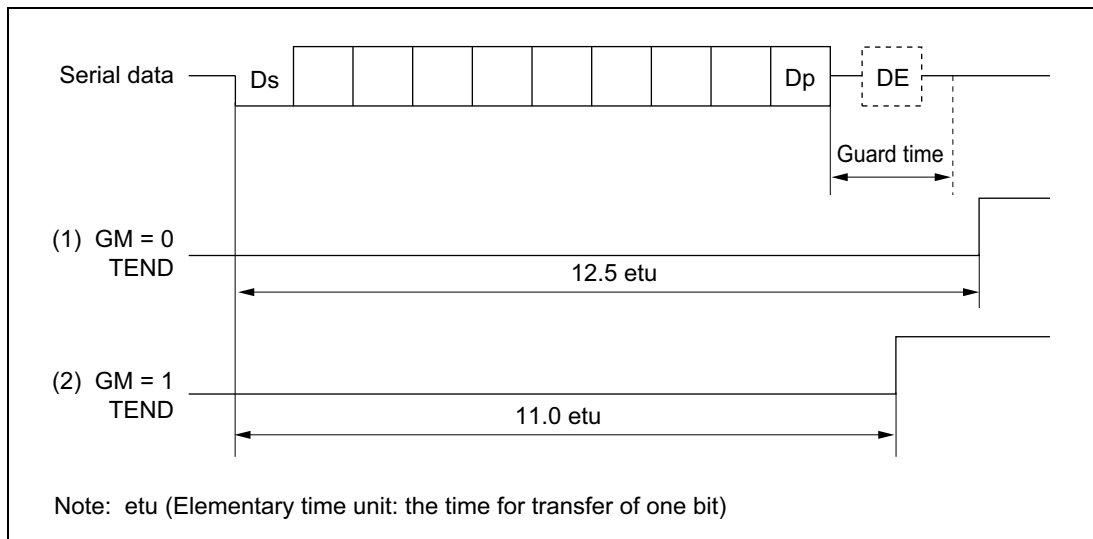 Serial data
Ds
Dp
DE
Guard time
(1) GM = 0
TEND
12.5 etu
(2) GM = 1
TEND
11.0 etu
Note: etu (Elementary time unit: the time for transfer of one bit)